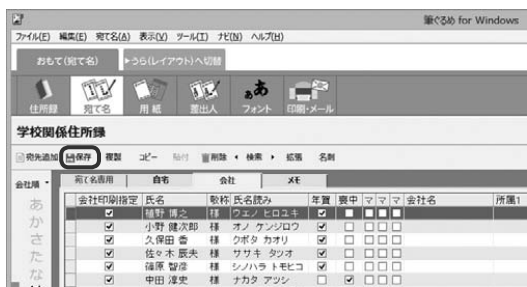 筆ぐるめ for Windows
ファイル(F) 編集(E) 宛て名(A) 表示(V) ツール(T) ナビ(N) ヘルプ(H)
おもて(宛て名) ▶うら(レイアウト)へ切替
住所録 宛て名 用紙 差出人 フォント 印刷・メール
学校関係住所録
宛先追加 保存 複製 コピー 貼付 削除 ◀ 検索 ▶ 拡張 名刺
会社順 宛て名専用 自宅 会社 メモ
会社印刷指定 氏名 敬称 氏名読み 年賀 喪中 マ マ マ 会社名 所属1
あ 植野 博之 様 ウエノ ヒロユキ
か 小野 健次郎 様 オノ ケンジロウ
さ 久保田 香 様 クボタ カオリ
た 佐々木 辰夫 様 ササキ タツオ
な 篠原 智彦 様 シノハラ トモヒコ
中田 淳史 様 ナカタ アツシ